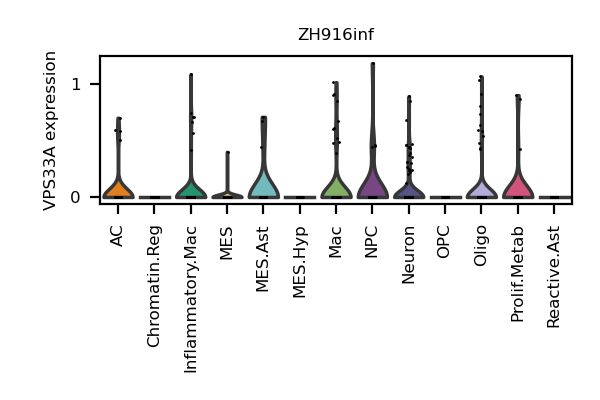 ZH916inf
VPS33A expression
1
0
AC
Chromatin.Reg
Inflammatory.Mac
MES
MES.Ast
MES.Hyp
Mac
NPC
Neuron
OPC
Oligo
Prolif.Metab
Reactive.Ast